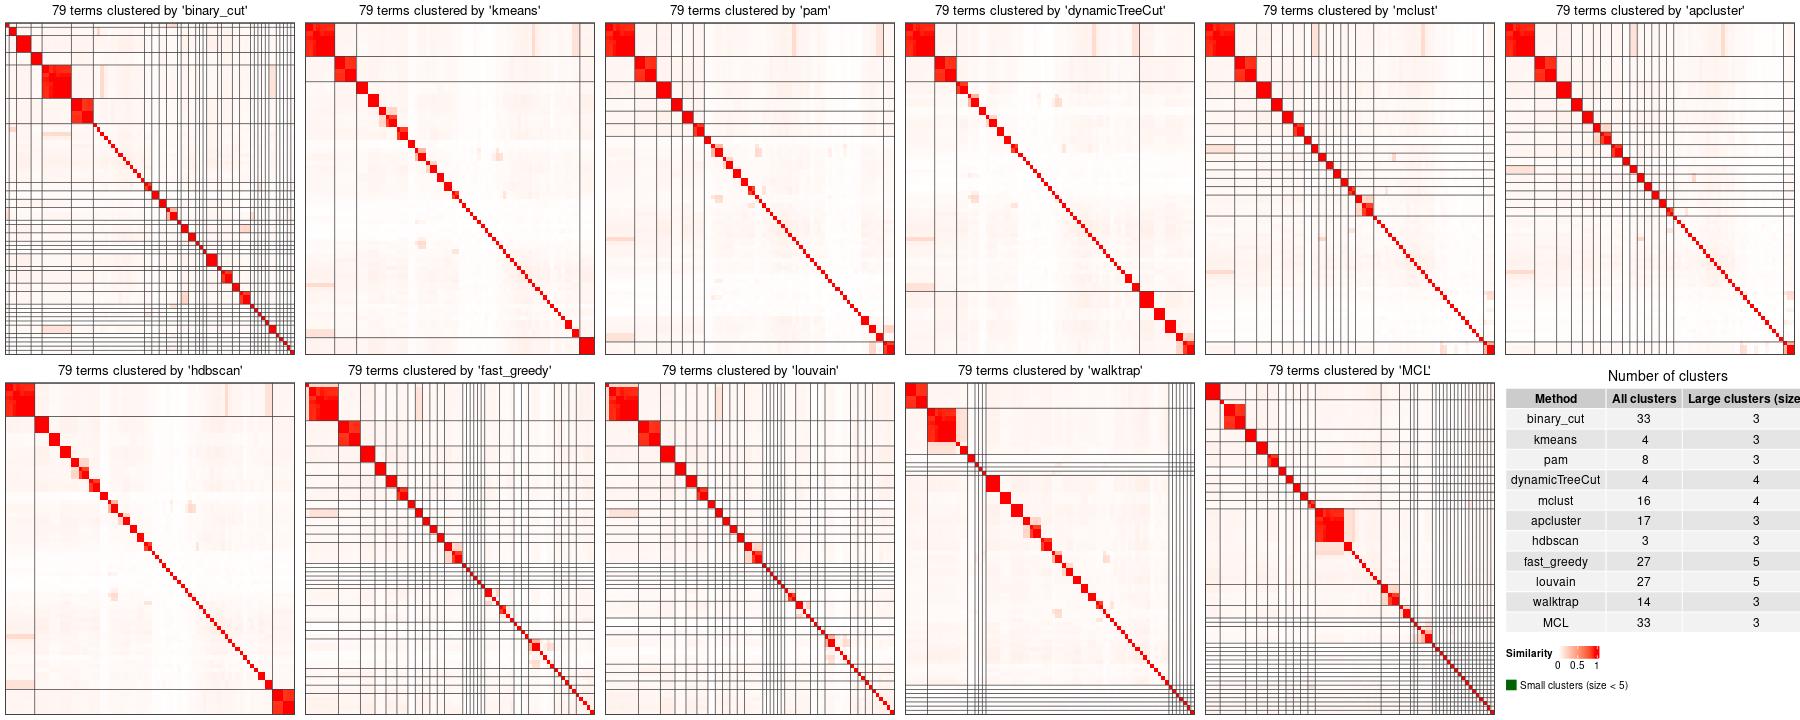 79 terms clustered by 'binary_cut'
79 terms clustered by 'kmeans'
79 terms clustered by 'pam'
79 terms clustered by 'dynamicTreeCut'
79 terms clustered by 'mclust'
79 terms clustered by 'apcluster'
79 terms clustered by 'hdbscan'
79 terms clustered by 'fast_greedy'
79 terms clustered by 'louvain'
79 terms clustered by 'walktrap'
79 terms clustered by 'MCL'
Number of clusters
Method All clusters Large clusters (size
binary_cut 33 3
kmeans 4 3
pam 8 3
dynamicTreeCut 4 4
mclust 16 4
apcluster 17 3
hdbscan 3 3
fast_greedy 27 5
louvain 27 5
walktrap 14 3
MCL 33 3
Similarity
0 0.5 1
Small clusters (size < 5)